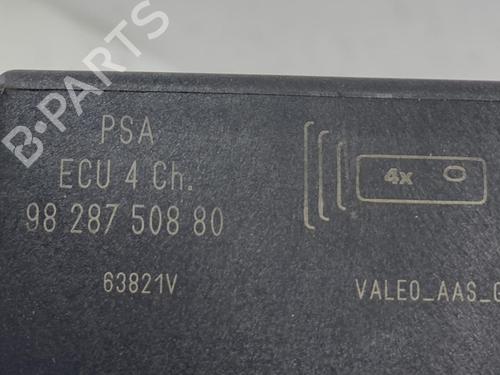 B-PARTS
PSA
ECU 4 Ch.
98 287 508 80
4x
63821V
VALEO_AAS_